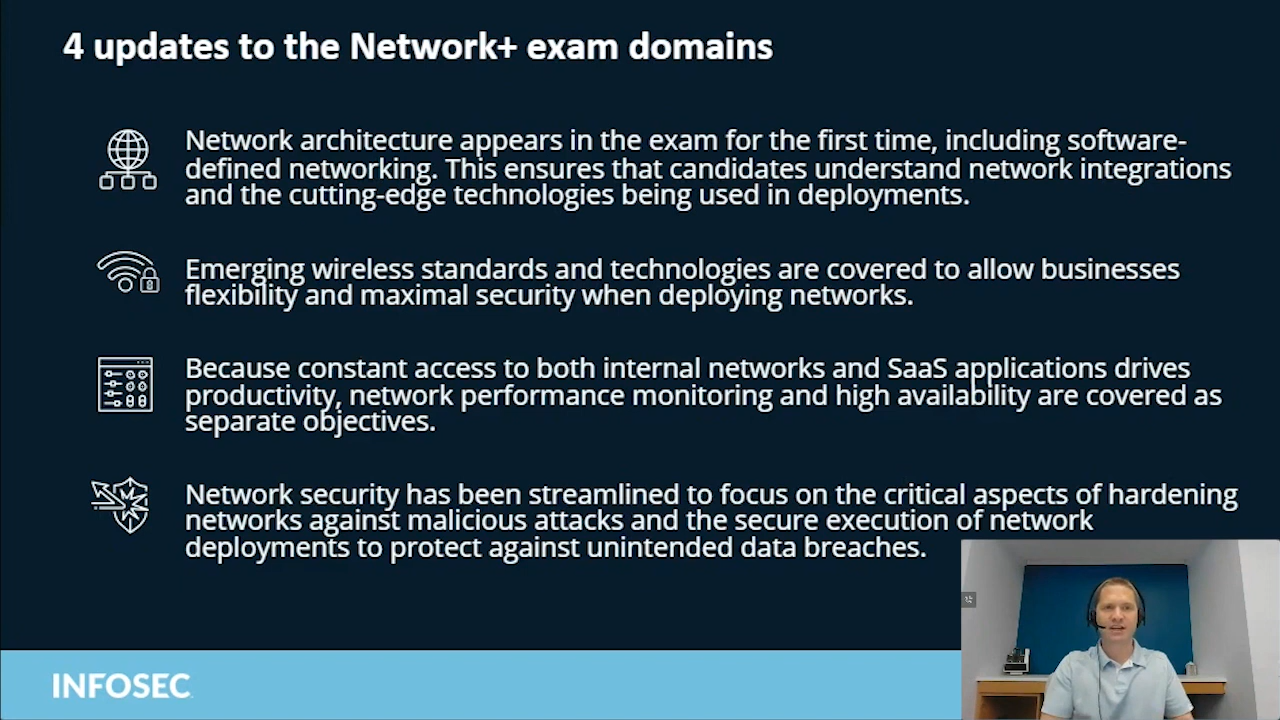 4 updates to the Network+ exam domains
Network architecture appears in the exam for the first time, including software-
defined networking. This ensures that candidates understand network integrations
and the cutting-edge technologies being used in deployments.
Emerging wireless standards and technologies are covered to allow businesses
flexibility and maximal security when deploying networks.
Because constant access to both internal networks and SaaS applications drives
productivity, network performance monitoring and high availability are covered as
separate objectives.
Network security has been streamlined to focus on the critical aspects of hardening
networks against malicious attacks and the secure execution of network
deployments to protect against unintended data breaches.
INFOSEC